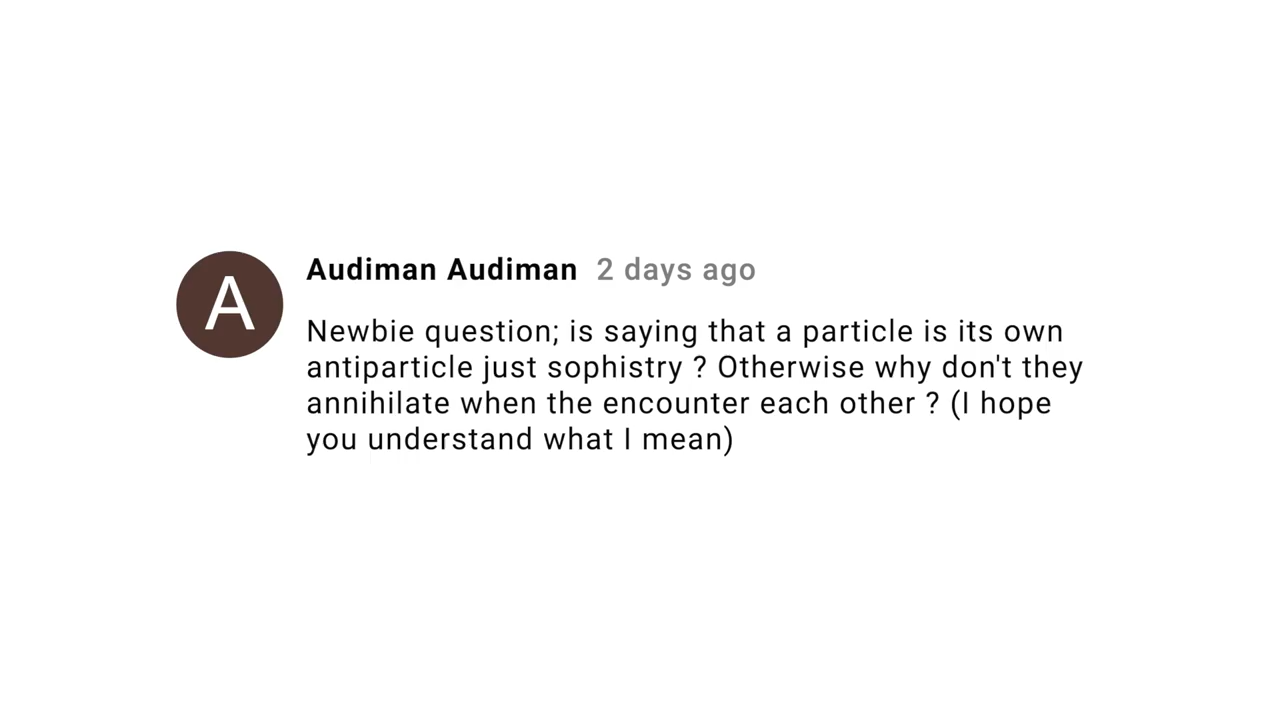 A
Audiman Audiman 2 days ago
Newbie question; is saying that a particle is its own
antiparticle just sophistry ? Otherwise why don't they
annihilate when the encounter each other ? (I hope
you understand what I mean)